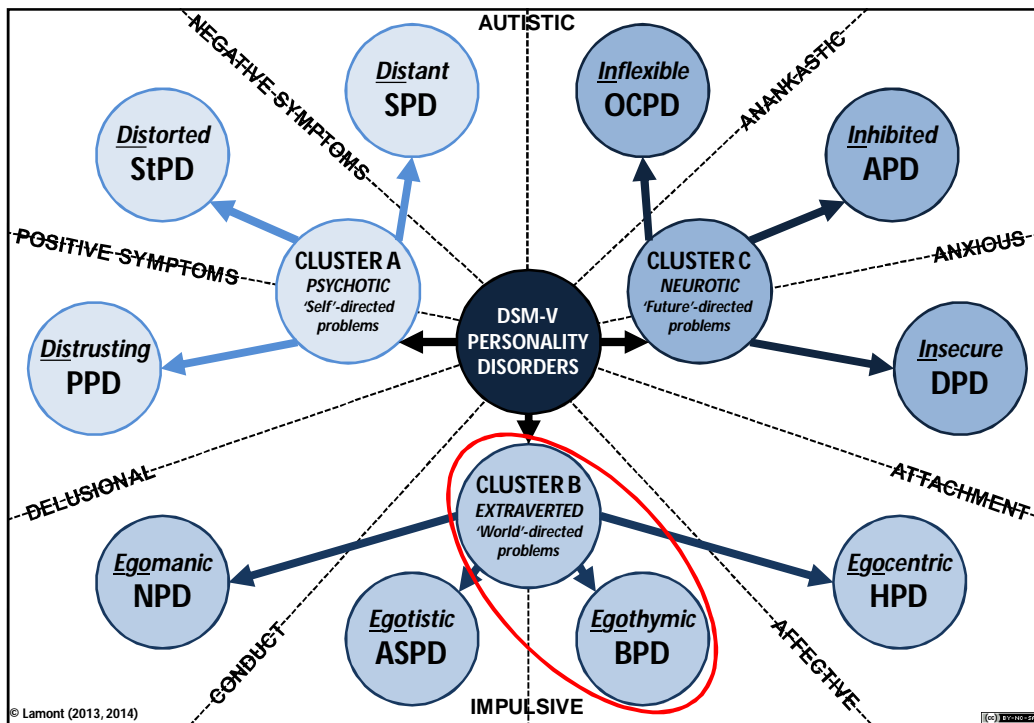 AUTISTIC
NEGATIVE SYMPTOMS
ANANKASTIC
Distant
SPD
Inflexible
OCPD
Distorted
StPD
Inhibited
APD
POSITIVE SYMPTOMS
ANXIOUS
CLUSTER A
PSYCHOTIC
'Self'-directed
problems
CLUSTER C
NEUROTIC
'Future'-directed
problems
DSM-V
PERSONALITY
DISORDERS
Distrusting
PPD
Insecure
DPD
DELUSIONAL
ATTACHMENT
CLUSTER B
EXTRAVERTED
'World'-directed
problems
Egomanic
NPD
Egocentric
HPD
Egotistic
ASPD
Egothymic
BPD
CONDUCT
AFFECTIVE
IMPULSIVE
© Lamont (2013, 2014)